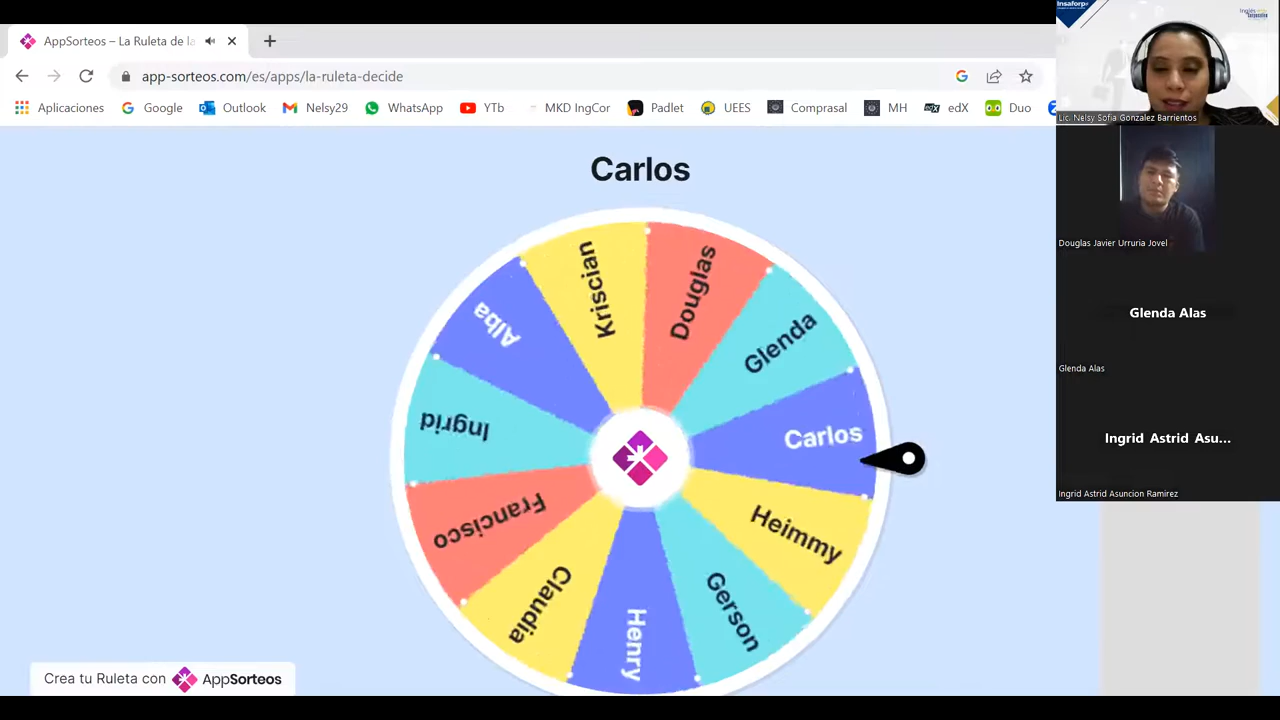 AppSorteos – La Ruleta de la
app-sorteos.com/es/apps/la-ruleta-decide
Aplicaciones
Google
Outlook
Nelsy29
WhatsApp
YTb
MKD IngCor
Padlet
UEES
Comprasal
MH
edX
Duo
Carlos
Kriscian
Douglas
Glenda
Carlos
Heimmy
Gerson
Henry
Claudia
Francisco
Ingrid
Alba
Crea tu Ruleta con AppSorteos
Insaforp
Lic. Nelsy Sofia Gonzalez Barrientos
Douglas Javier Urruria Jovel
Glenda Alas
Glenda Alas
Ingrid Astrid Asu...
Ingrid Astrid Asuncion Ramirez